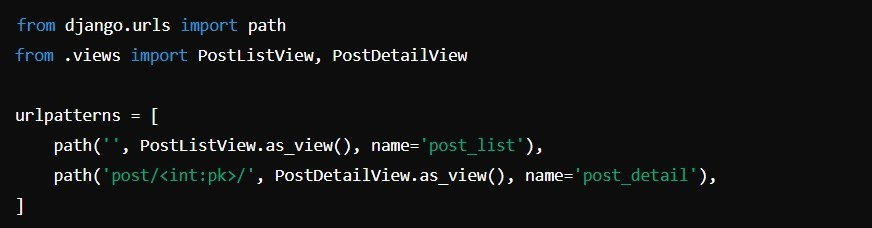 from django.urls import path
from .views import PostListView, PostDetailView
urlpatterns = [
    path('', PostListView.as_view(), name='post_list'),
    path('post/<int:pk>/', PostDetailView.as_view(), name='post_detail'),
]